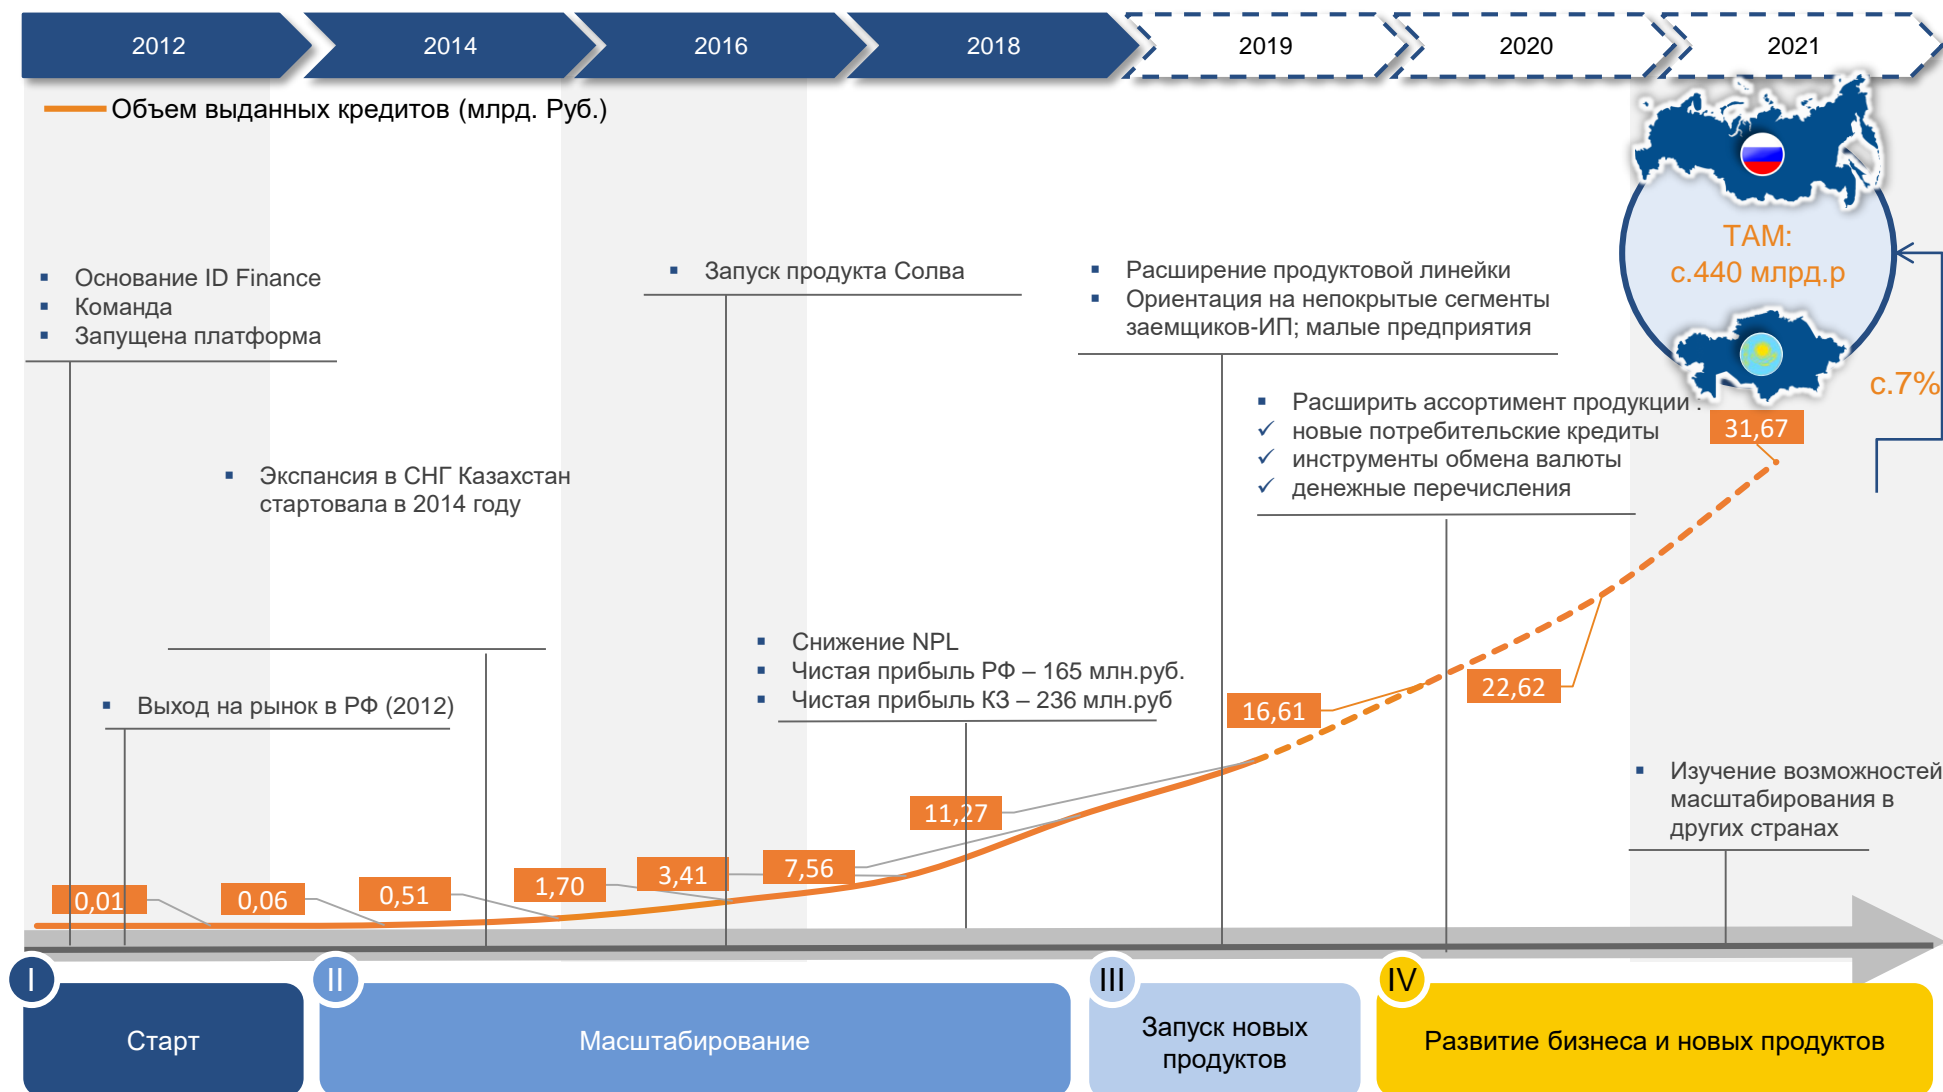 2012
2014
2016
2018
2019
2020
2021
Объем выданных кредитов (млрд. Руб.)
Основание ID Finance
Команда
Запущена платформа
Выход на рынок в РФ (2012)
Экспансия в СНГ Казахстан
стартовала в 2014 году
Запуск продукта Солва
Снижение NPL
Чистая прибыль РФ – 165 млн.руб.
Чистая прибыль КЗ – 236 млн.руб
Расширение продуктовой линейки
Ориентация на непокрытые сегменты
заемщиков-ИП; малые предприятия
Расширить ассортимент продукции :
новые потребительские кредиты
инструменты обмена валюты
денежные перечисления
TAM:
с.440 млрд.р
с.7%
Изучение возможностей
масштабирования в
других странах
0,01
0,06
0,51
1,70
3,41
7,56
11,27
16,61
22,62
31,67
I
Старт
II
Масштабирование
III
Запуск новых
продуктов
IV
Развитие бизнеса и новых продуктов